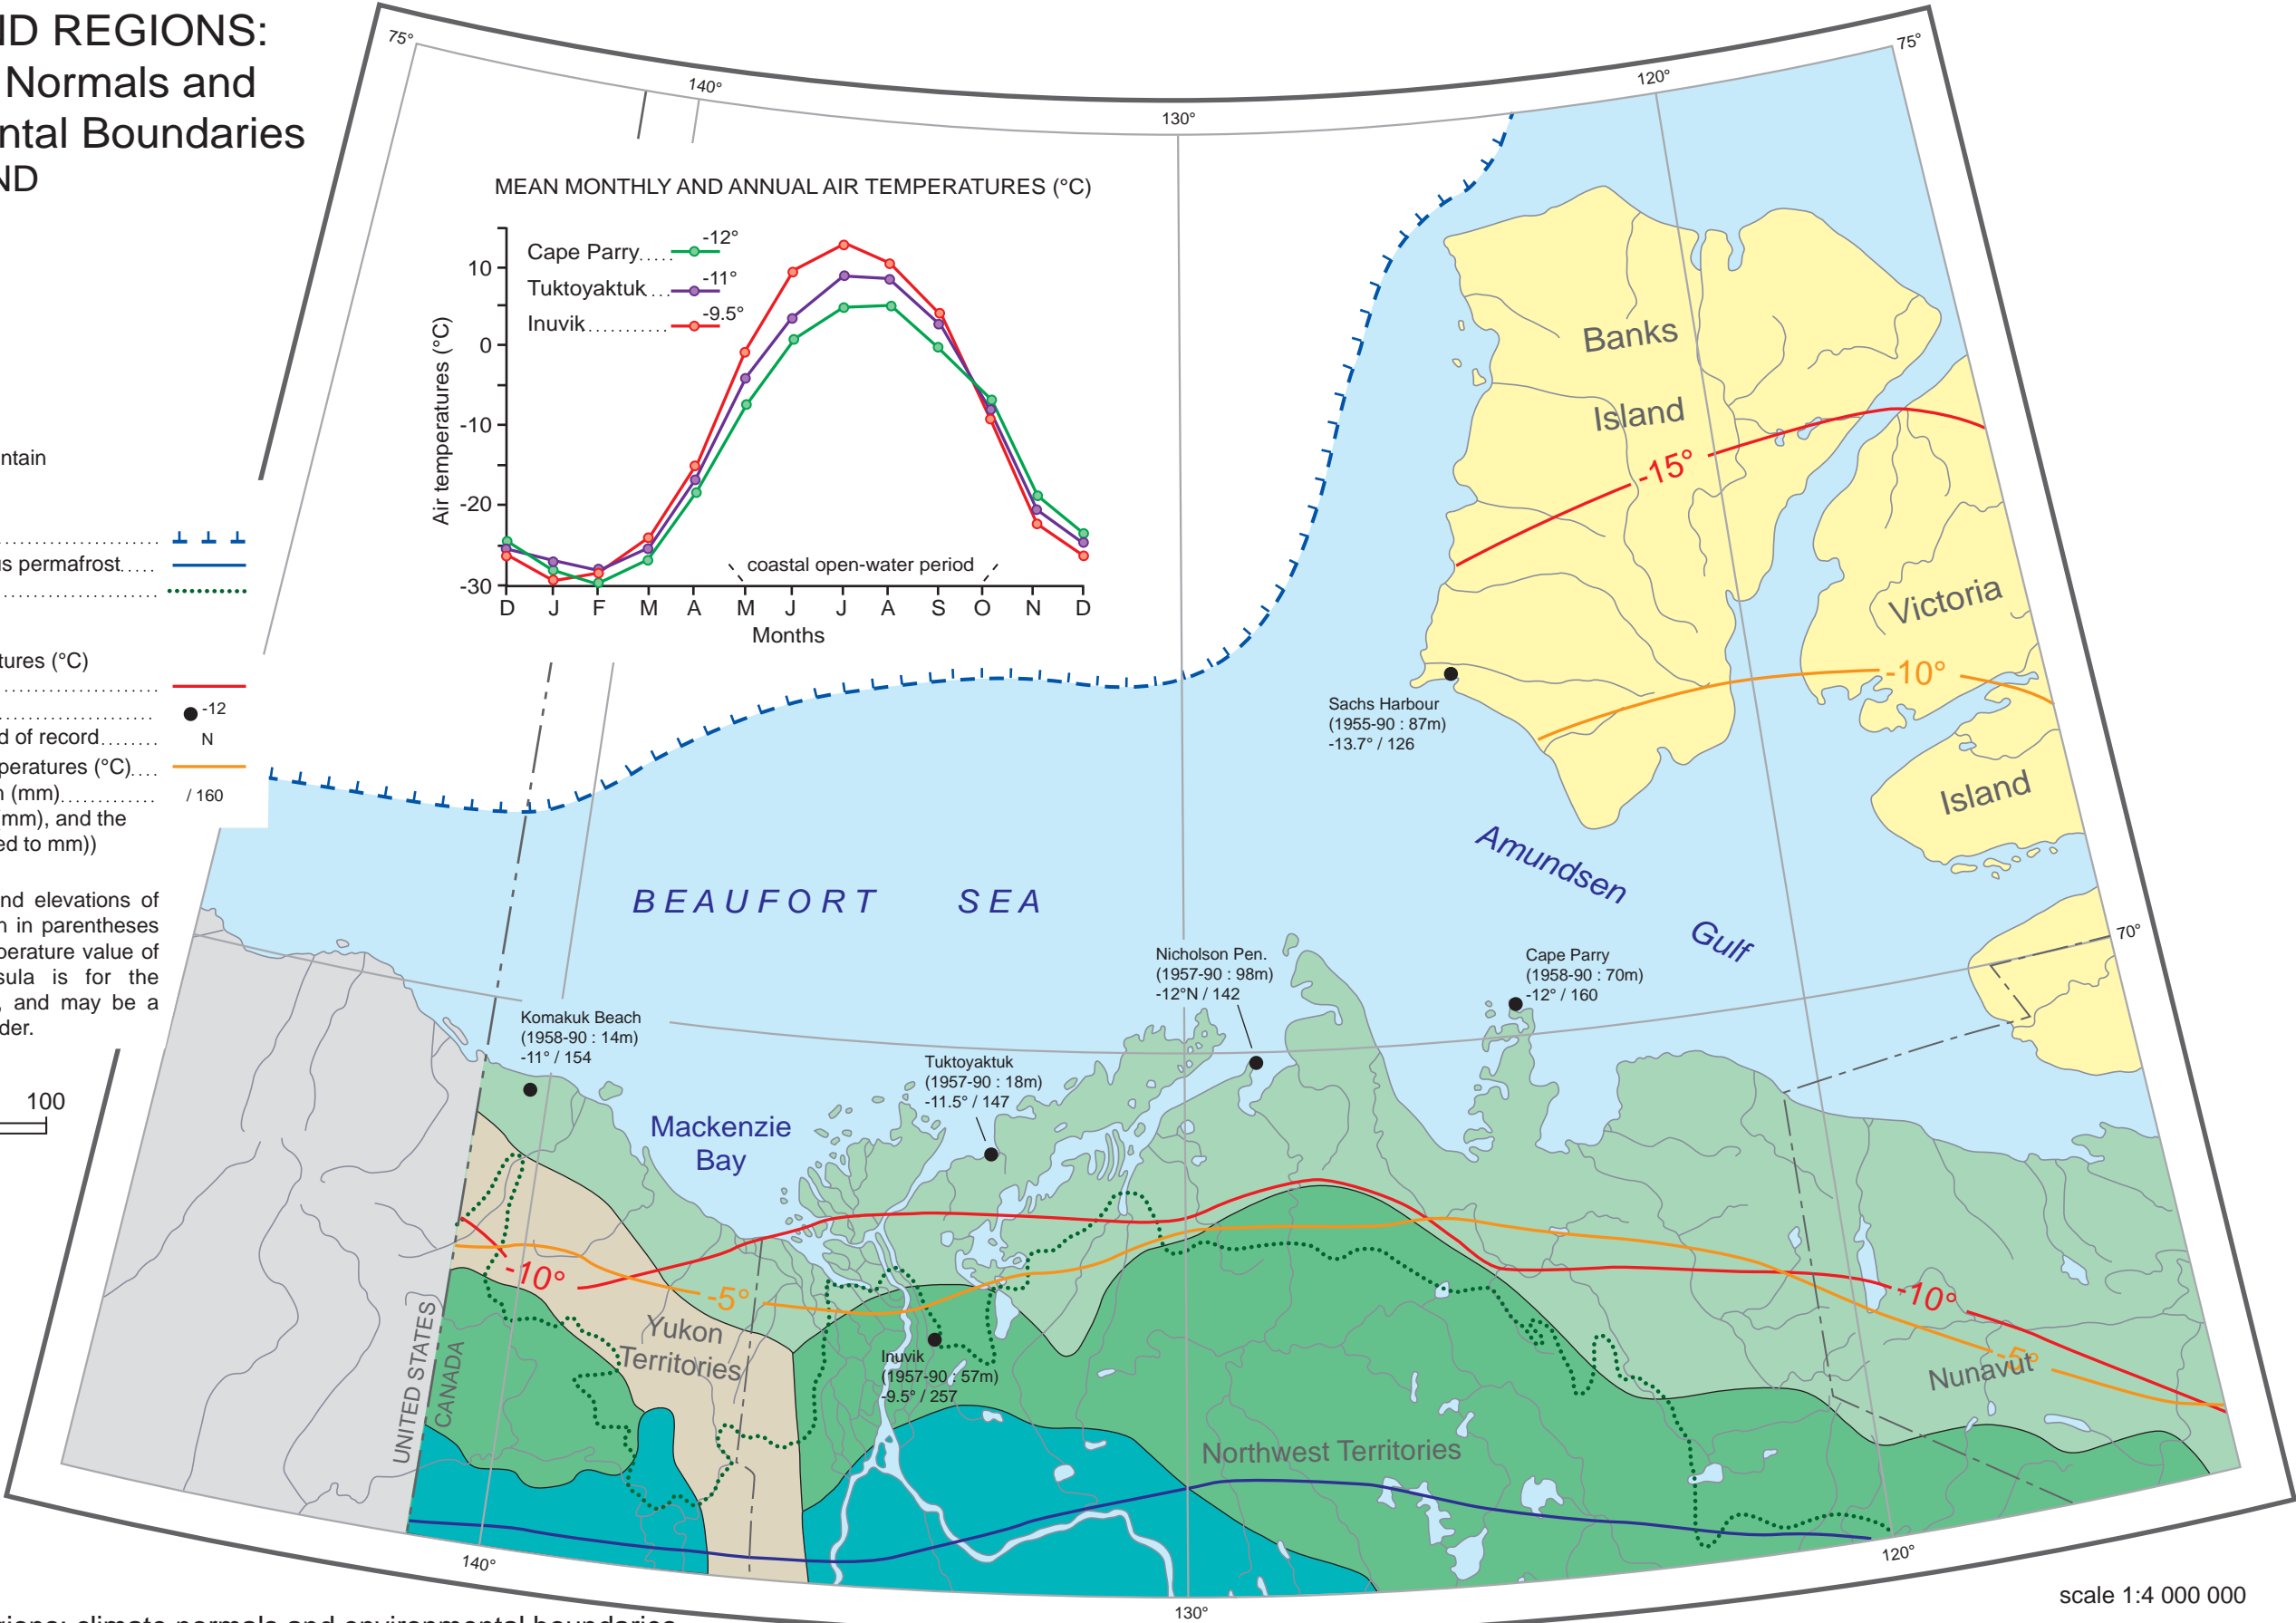 ND REGIONS:
Normals and
ntal Boundaries
ND
ntain
us permafrost
tures (°C)
-12
d of record
N
peratures (°C)
n (mm)
/ 160
mm), and the
ed to mm))
nd elevations of
n in parentheses
perature value of
sula is for the
, and may be a
der.
100
75°
140°
130°
120°
75°
MEAN MONTHLY AND ANNUAL AIR TEMPERATURES (°C)
Cape Parry..... -12°
Tuktoyaktuk... -11°
Inuvik........... -9.5°
Air temperatures (°C)
10
0
-10
-20
-30
coastal open-water period
D J F M A M J J A S O N D
Months
Banks
Island
-15°
Victoria
-10°
Island
Sachs Harbour
(1955-90 : 87m)
-13.7° / 126
Amundsen
Gulf
BEAUFORT SEA
70°
Nicholson Pen.
(1957-90 : 98m)
-12°N / 142
Cape Parry
(1958-90 : 70m)
-12° / 160
Komakuk Beach
(1958-90 : 14m)
-11° / 154
Tuktoyaktuk
(1957-90 : 18m)
-11.5° / 147
Mackenzie
Bay
-10°
-5°
Yukon
Territories
Inuvik
(1957-90 : 57m)
-9.5° / 257
UNITED STATES
CANADA
Northwest Territories
-10°
-5°
Nunavut
140°
130°
120°
scale 1:4 000 000
gions: climate normals and environmental boundaries